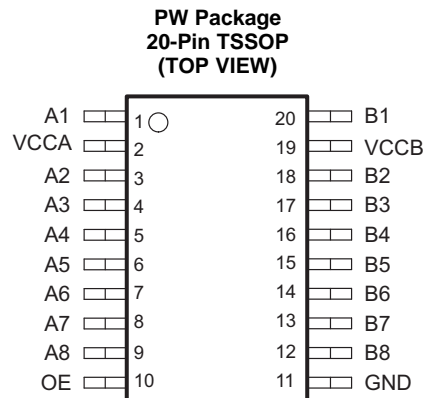 PW Package
20-Pin TSSOP
(TOP VIEW)
A1 1 20 B1
VCCA 2 19 VCCB
A2 3 18 B2
A3 4 17 B3
A4 5 16 B4
A5 6 15 B5
A6 7 14 B6
A7 8 13 B7
A8 9 12 B8
OE 10 11 GND